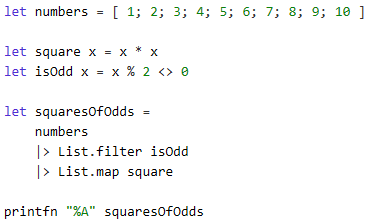 let numbers = [ 1; 2; 3; 4; 5; 6; 7; 8; 9; 10 ]
let square x = x * x
let isOdd x = x % 2 <> 0
let squaresOfOdds =
    numbers
    |> List.filter isOdd
    |> List.map square
printfn "%A" squaresOfOdds